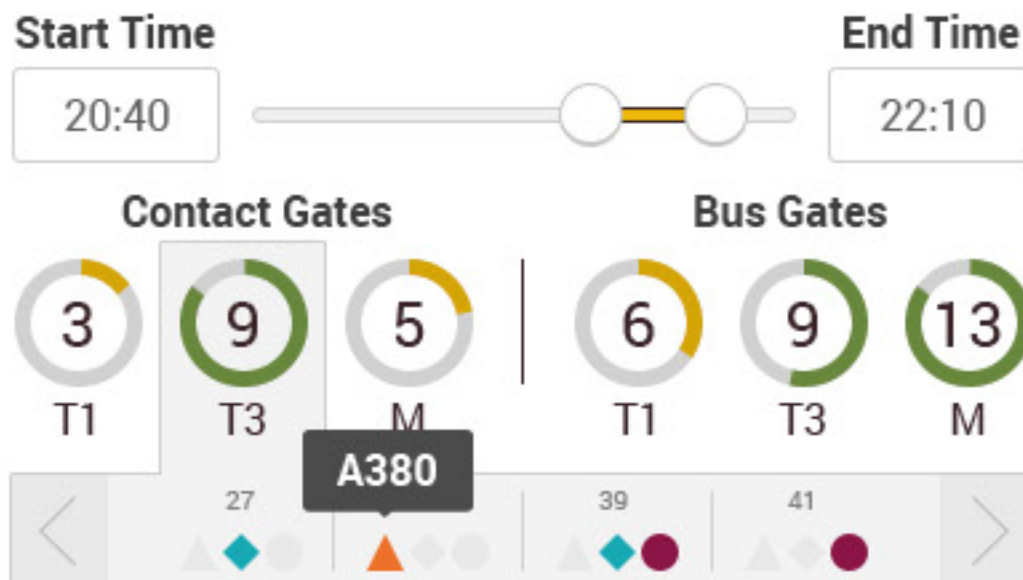 Start Time End Time
20:40 22:10
Contact Gates Bus Gates
3 9 5 6 9 13
T1 T3 M T1 T3 M
A380
27 39 41